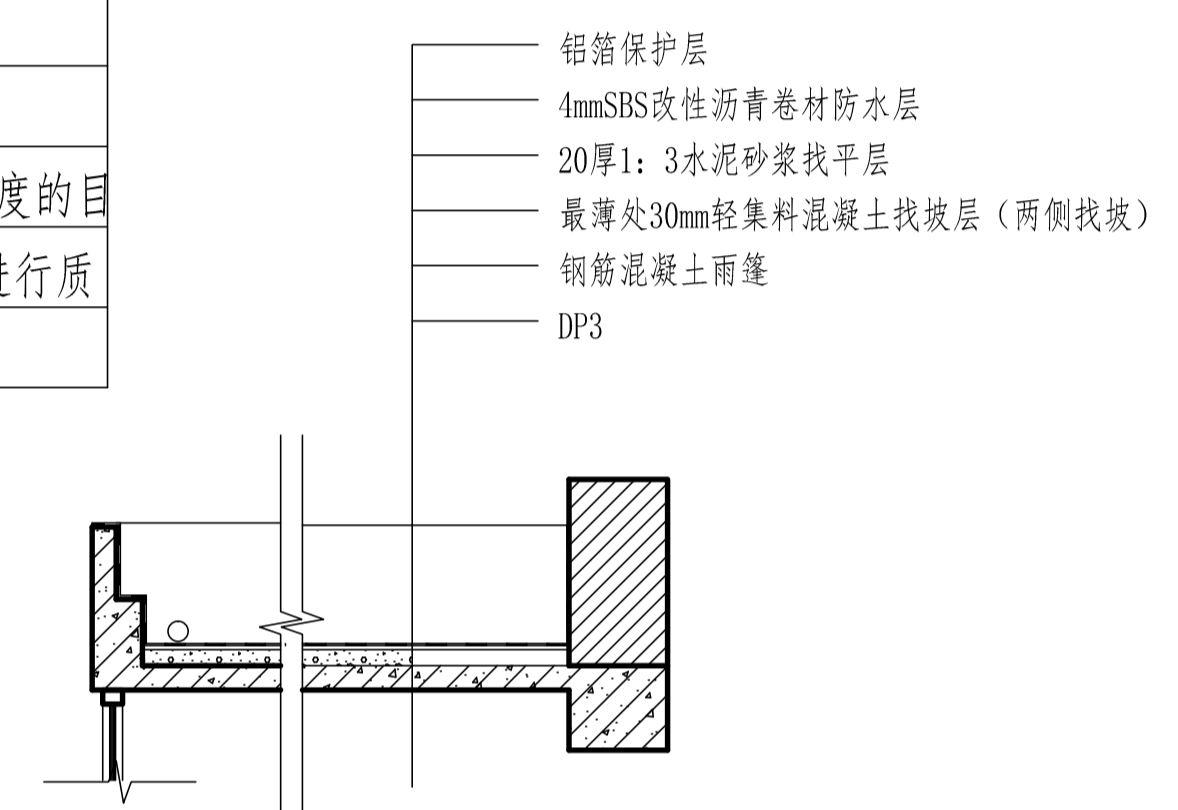 铝箔保护层
4mmSBS改性沥青卷材防水层
20厚1：3水泥砂浆找平层
度的目
最薄处30mm轻集料混凝土找坡层（两侧找坡）
进行质
钢筋混凝土雨篷
DP3